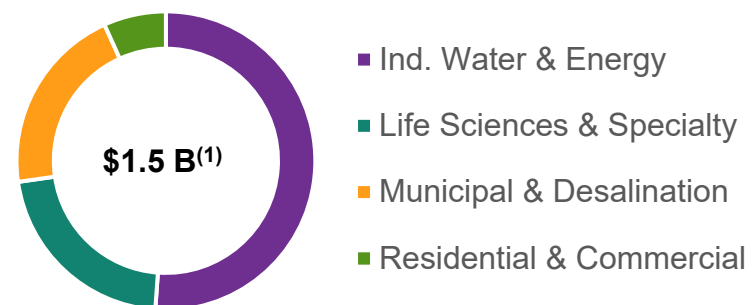 $1.5 B(1)
Ind. Water & Energy
Life Sciences & Specialty
Municipal & Desalination
Residential & Commercial